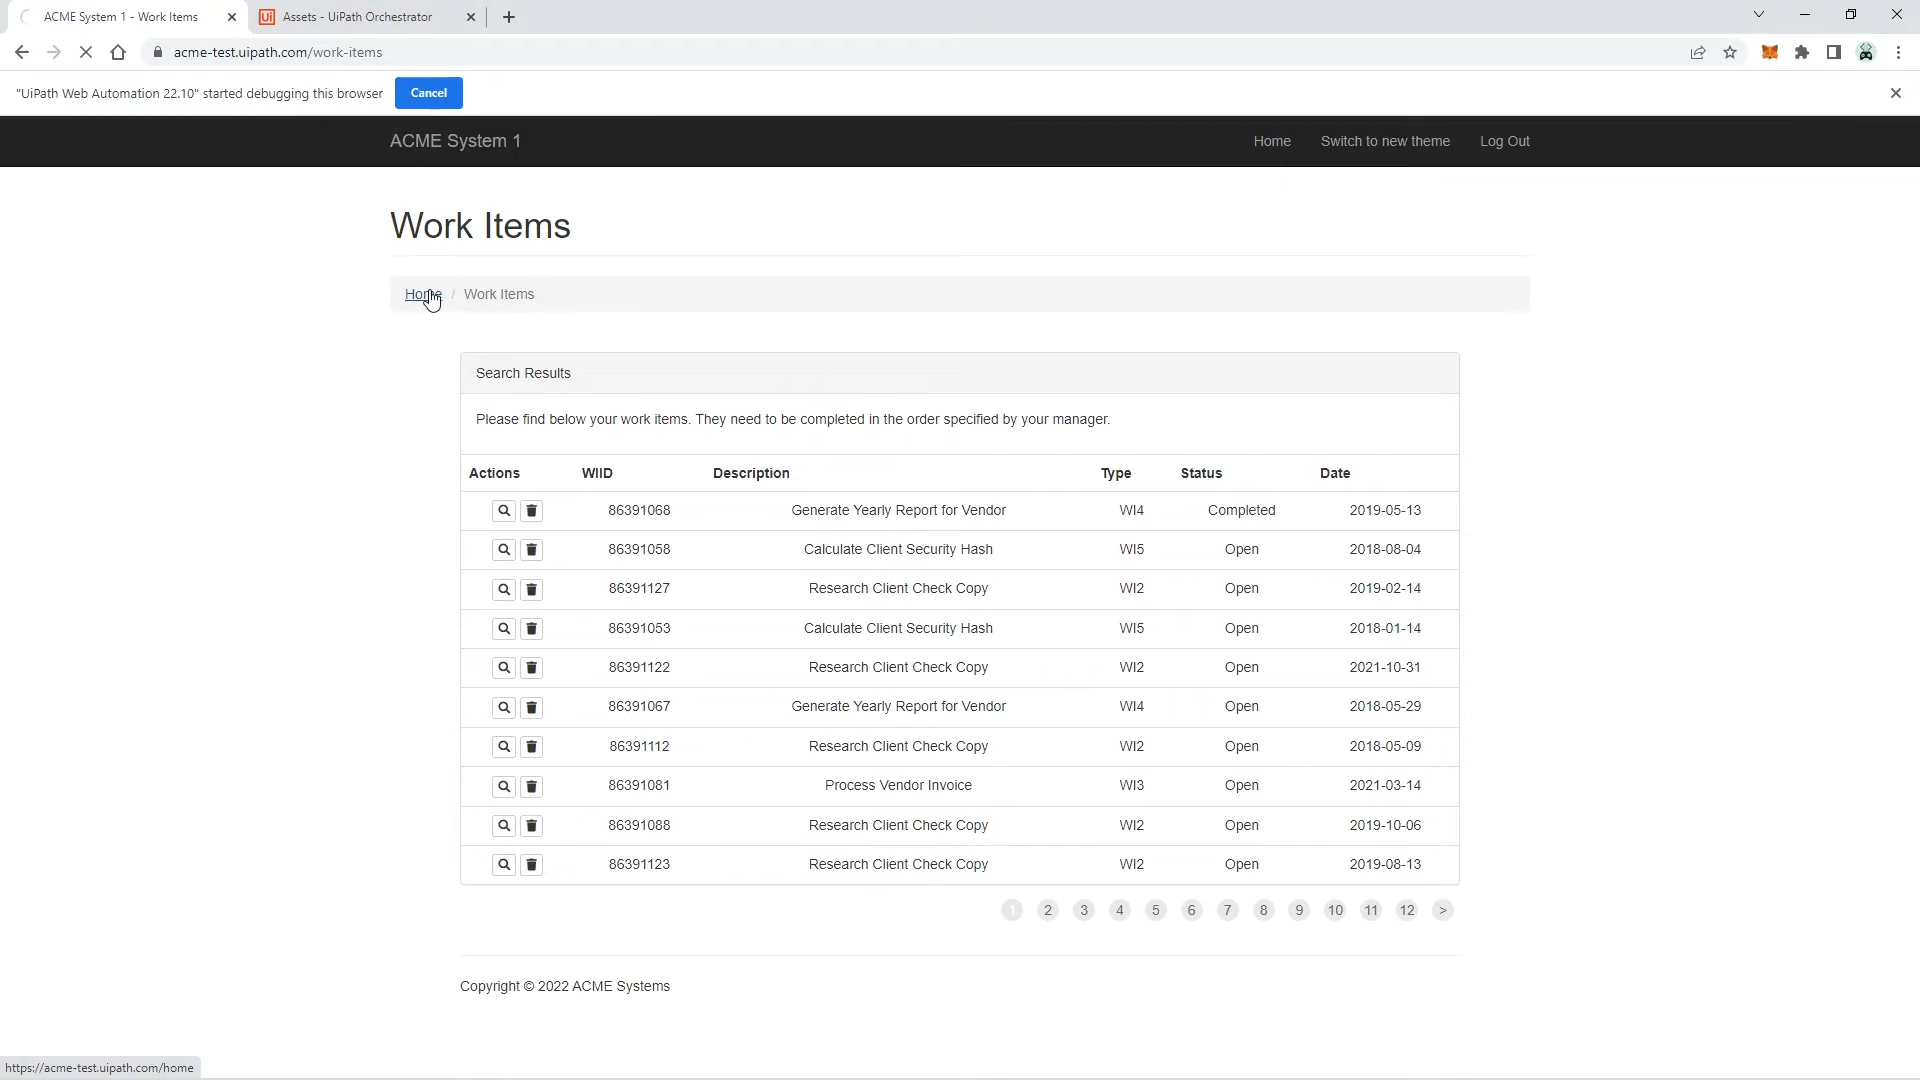 ACME System 1 - Work Items
Assets - UiPath Orchestrator
acme-test.uipath.com/work-items
"UiPath Web Automation 22.10" started debugging this browser
Cancel
ACME System 1
Home
Switch to new theme
Log Out
Work Items
Home / Work Items
Search Results
Please find below your work items. They need to be completed in the order specified by your manager.
Actions WIID Description Type Status Date
86391068 Generate Yearly Report for Vendor WI4 Completed 2019-05-13
86391058 Calculate Client Security Hash WI5 Open 2018-08-04
86391127 Research Client Check Copy WI2 Open 2019-02-14
86391053 Calculate Client Security Hash WI5 Open 2018-01-14
86391122 Research Client Check Copy WI2 Open 2021-10-31
86391067 Generate Yearly Report for Vendor WI4 Open 2018-05-29
86391112 Research Client Check Copy WI2 Open 2018-05-09
86391081 Process Vendor Invoice WI3 Open 2021-03-14
86391088 Research Client Check Copy WI2 Open 2019-10-06
86391123 Research Client Check Copy WI2 Open 2019-08-13
1 2 3 4 5 6 7 8 9 10 11 12 >
Copyright © 2022 ACME Systems
https://acme-test.uipath.com/home